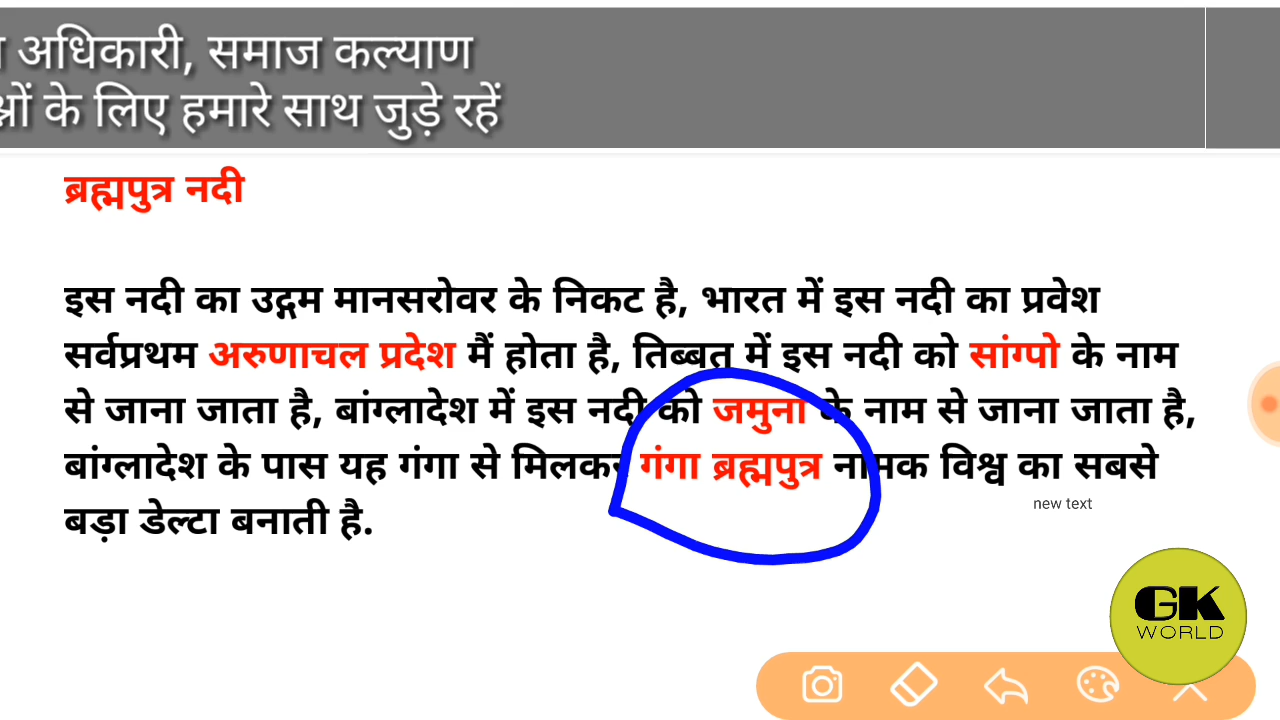 अधिकारी, समाज कल्याण
के लिए हमारे साथ जुड़े रहें
ब्रह्मपुत्र नदी
इस नदी का उद्गम मानसरोवर के निकट है, भारत में इस नदी का प्रवेश
सर्वप्रथम अरुणाचल प्रदेश मैं होता है, तिब्बत में इस नदी को सांग्पो के नाम
से जाना जाता है, बांग्लादेश में इस नदी को जमुना के नाम से जाना जाता है,
बांग्लादेश के पास यह गंगा से मिलकर गंगा ब्रह्मपुत्र नामक विश्व का सबसे
बड़ा डेल्टा बनाती है.
new text
GK
WORLD